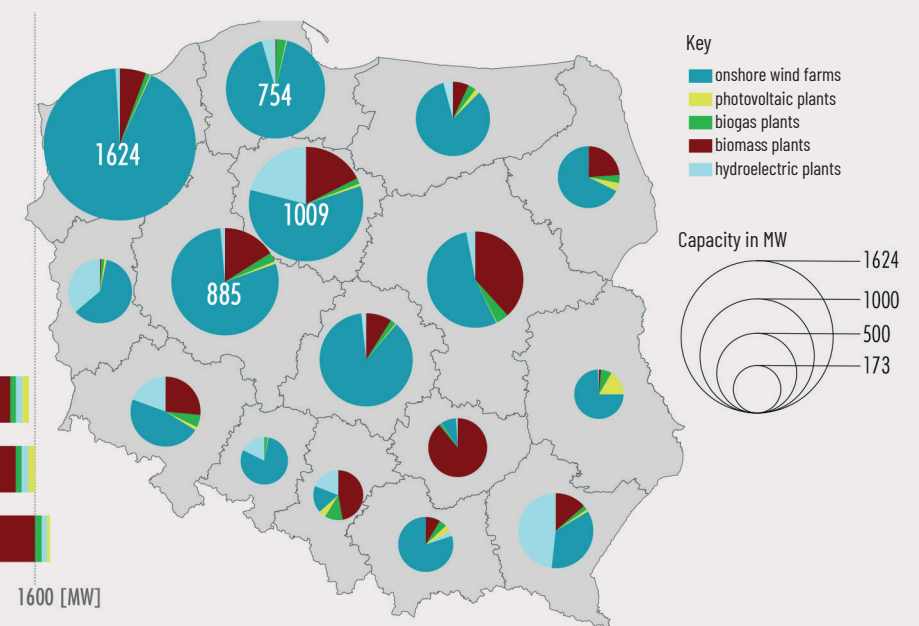 Key
onshore wind farms
photovoltaic plants
biogas plants
biomass plants
hydroelectric plants
754
1624
1009
885
Capacity in MW
1624
1000
500
173
1600 [MW]